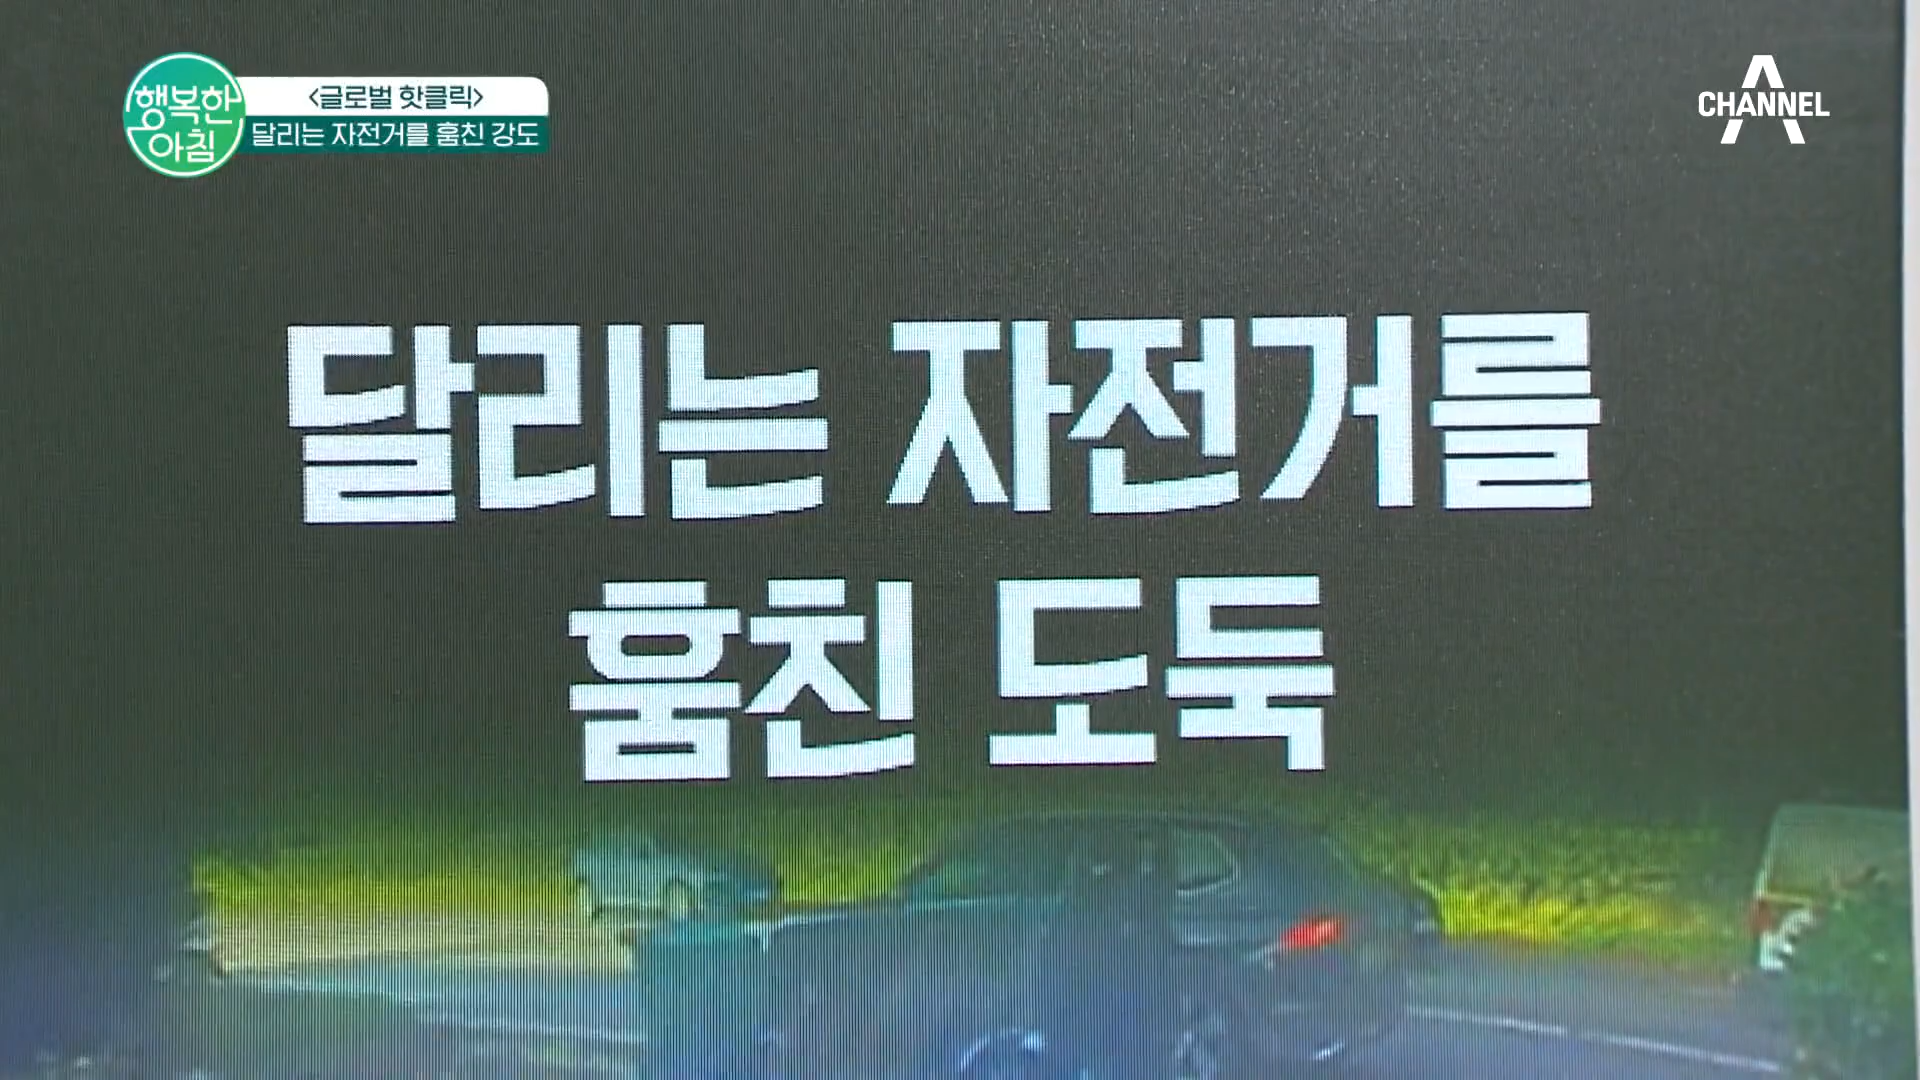 행복한
아침
<글로벌 핫클릭>
달리는 자전거를 훔친 강도
CHANNEL
A
달리는 자전거를
훔친 도둑